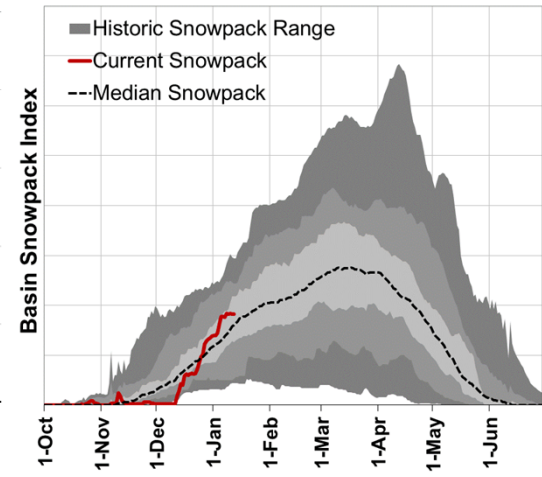 Historic Snowpack Range
Current Snowpack
Median Snowpack
Basin Snowpack Index
1-Oct
1-Nov
1-Dec
1-Jan
1-Feb
1-Mar
1-Apr
1-May
1-Jun